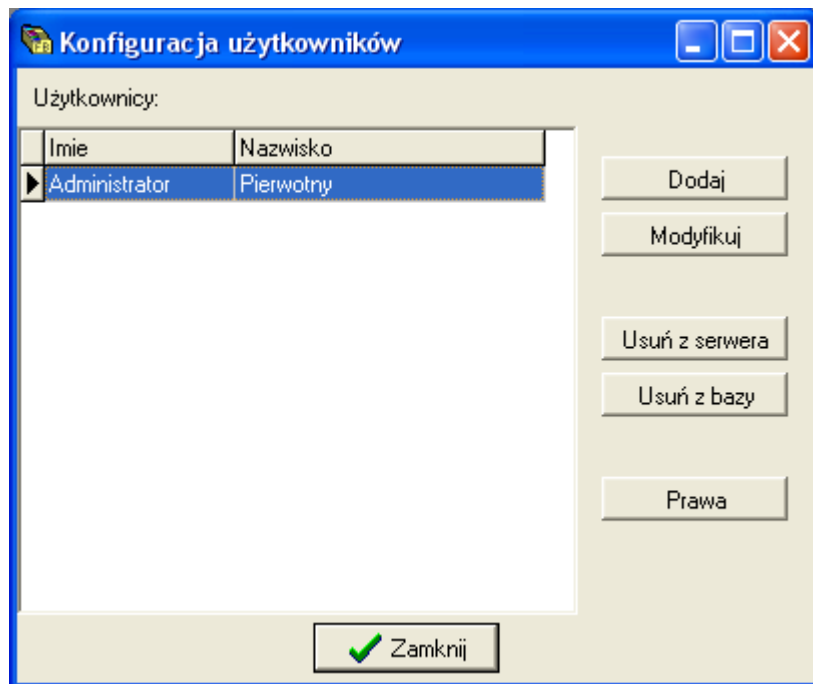 Konfiguracja użytkowników
Użytkownicy:
Imie Nazwisko
Administrator Pierwotny
Dodaj
Modyfikuj
Usuń z serwera
Usuń z bazy
Prawa
Zamknij